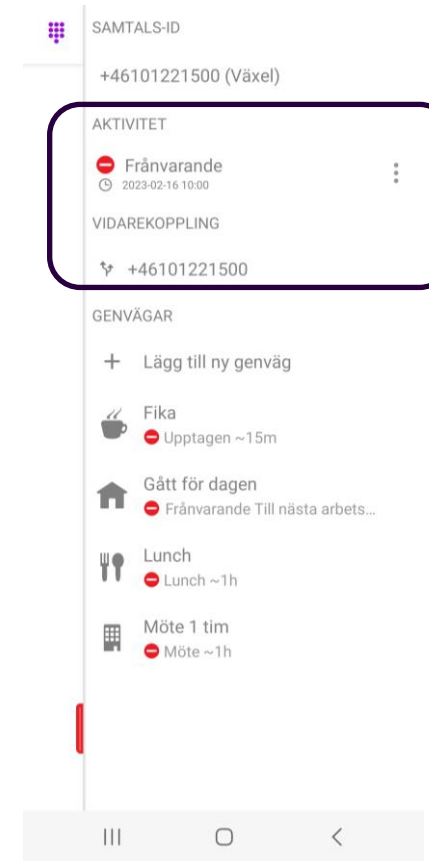 SAMTALS-ID
+46101221500 (Växel)
AKTIVITET
Frånvarande
2023-02-16 10:00
VIDAREKOPPLING
+46101221500
GENVÄGAR
Lägg till ny genväg
Fika
Upptagen ~15m
Gått för dagen
Frånvarande Till nästa arbets...
Lunch
Lunch ~1h
Möte 1 tim
Möte ~1h